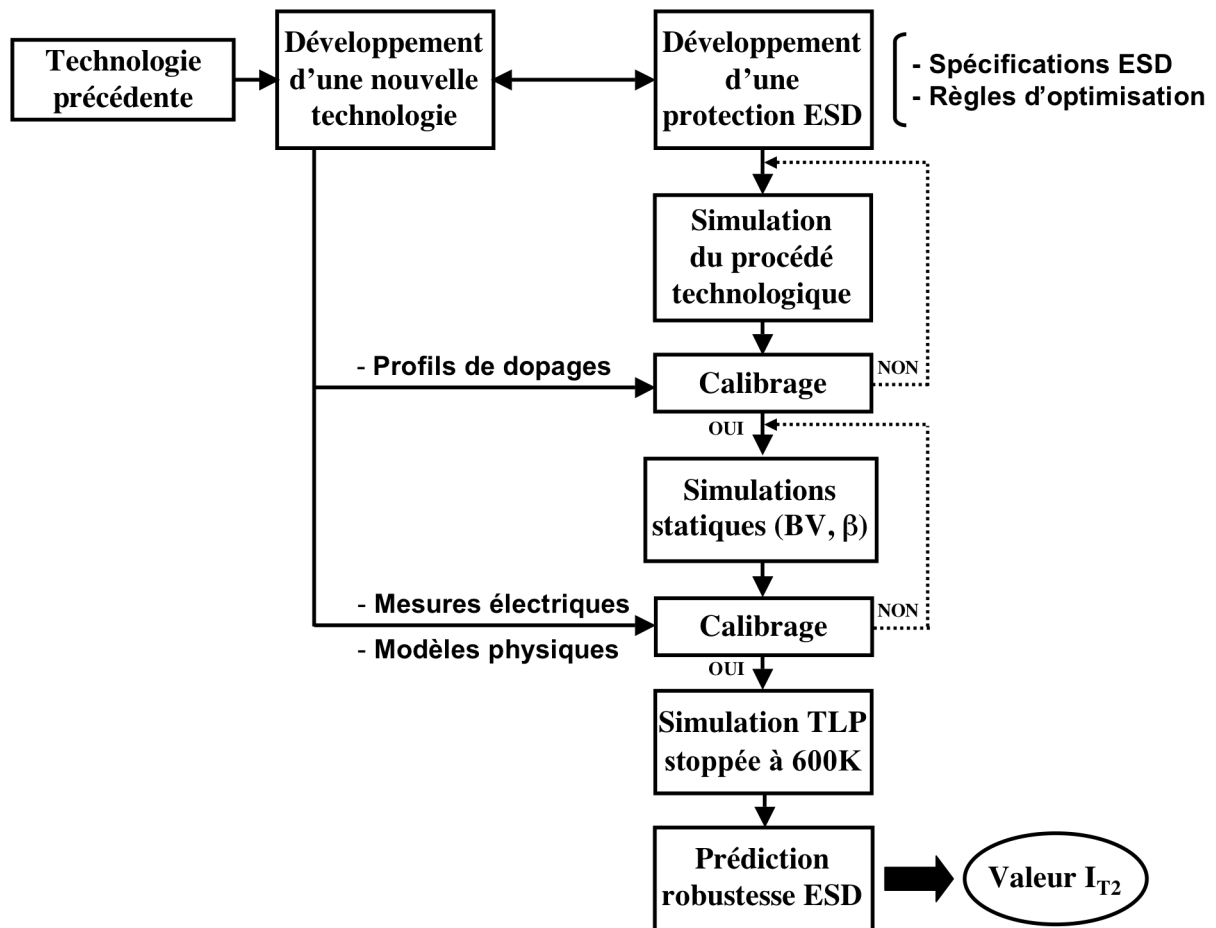 Technologie
précédente
Développement
d’une nouvelle
technologie
Développement
d’une
protection ESD
- Spécifications ESD
- Règles d’optimisation
Simulation
du procédé
technologique
- Profils de dopages
Calibrage
NON
OUI
Simulations
statiques (BV, β)
- Mesures électriques
- Modèles physiques
Calibrage
NON
OUI
Simulation TLP
stoppée à 600K
Prédiction
robustesse ESD
Valeur I_T2